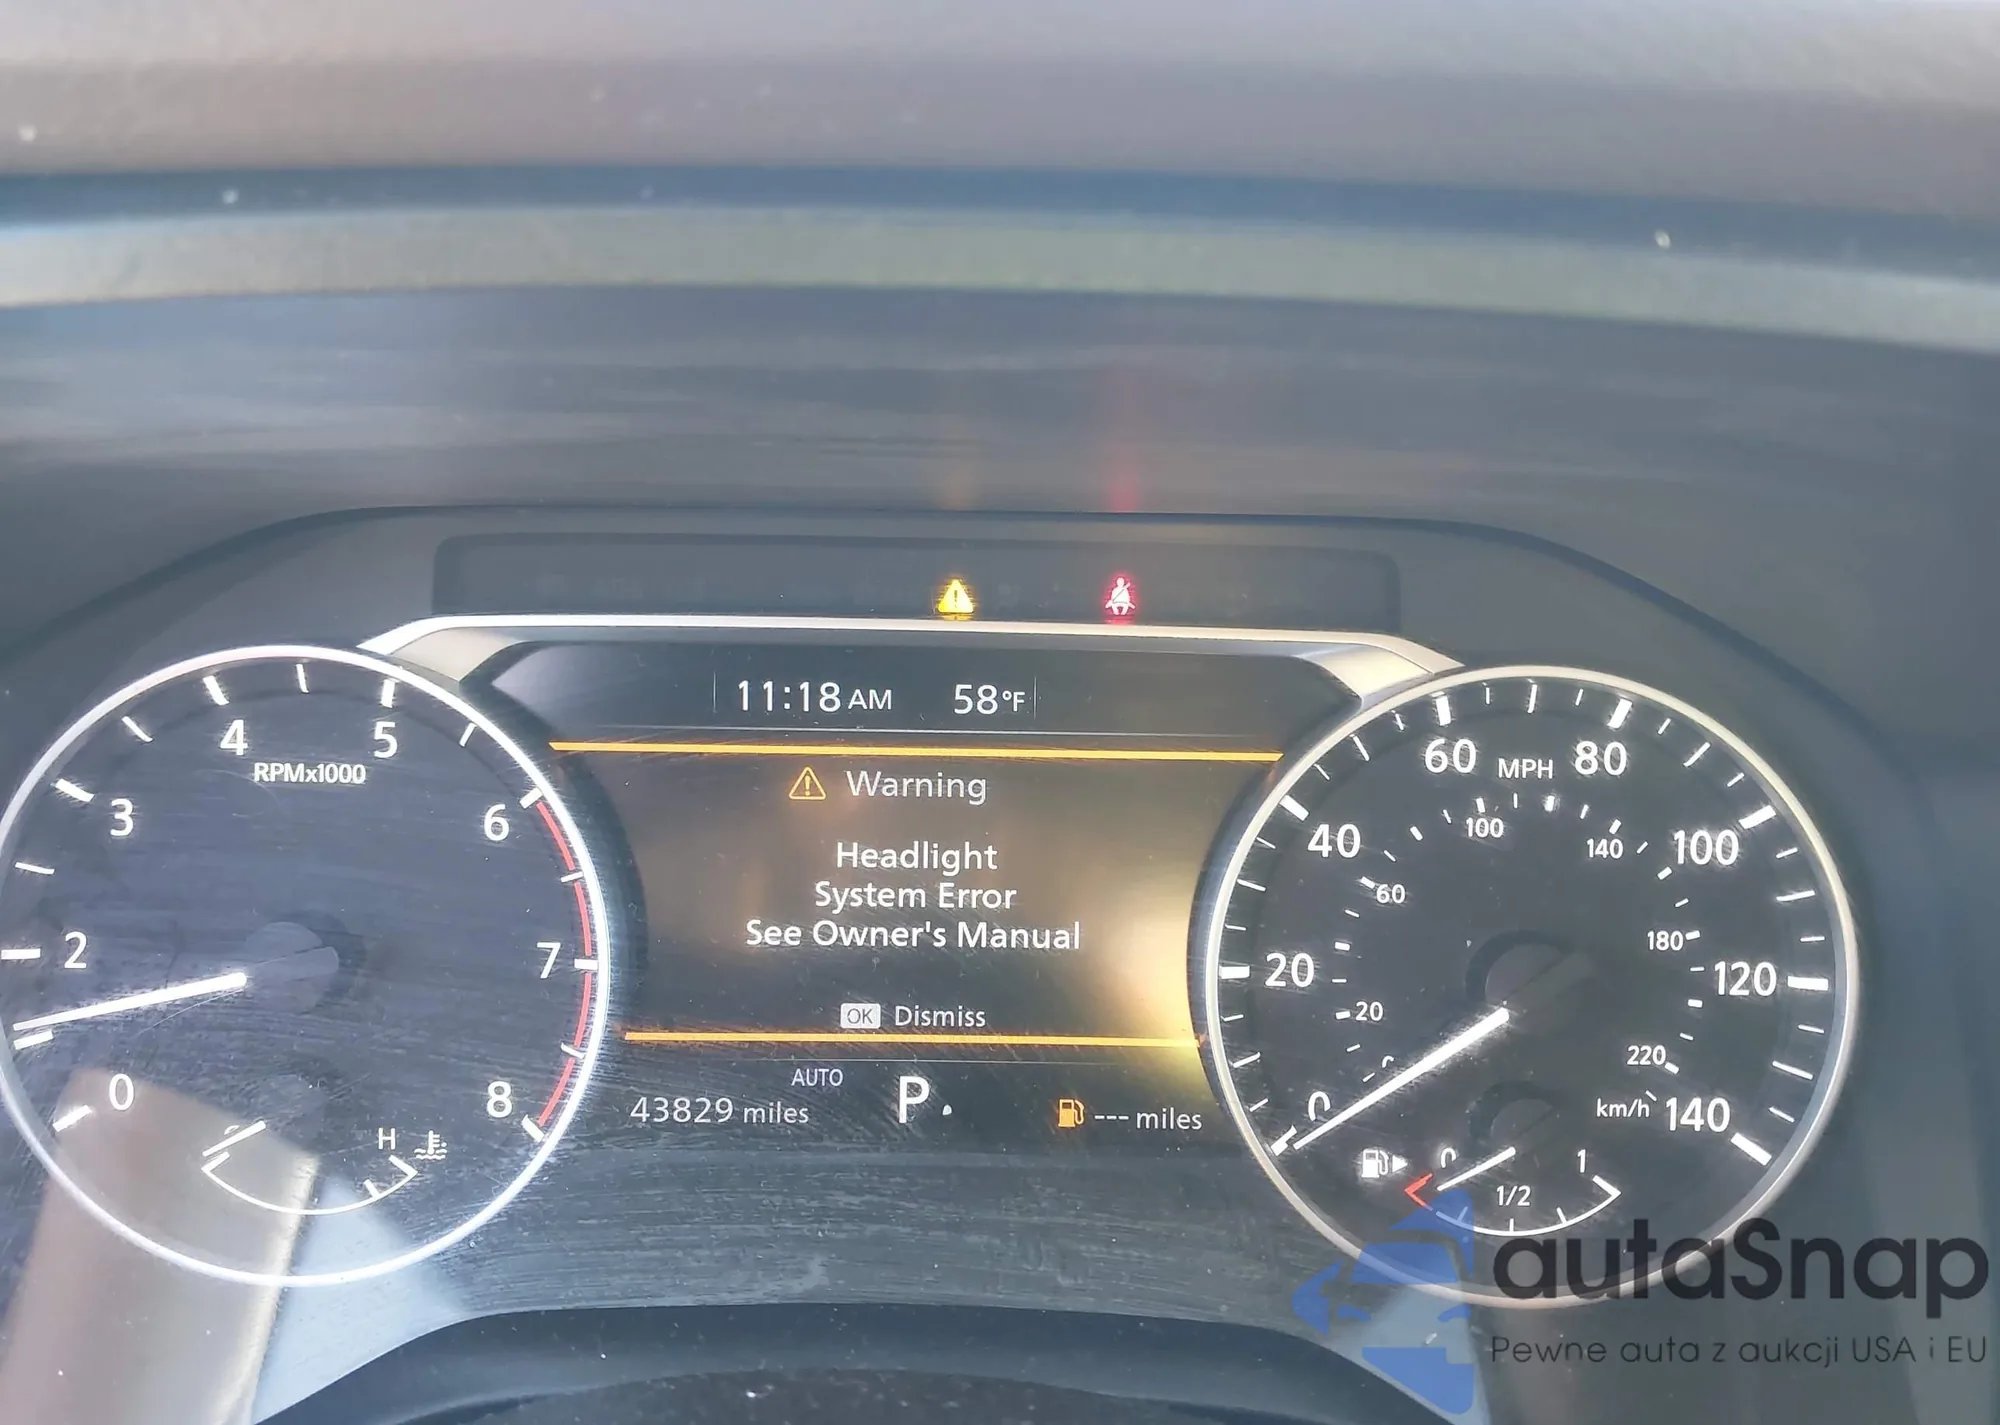 11:18 AM 58°F
Warning
Headlight
System Error
See Owner's Manual
OK Dismiss
AUTO
43829 miles P --- miles
RPMx1000
0 2 3 4 5 6 7 8
H
MPH
0 20 40 60 80 100 120 140
km/h
20 60 100 140 180 220
0 1/2 1
autaSnap
Pewne auta z aukcji USA i EU